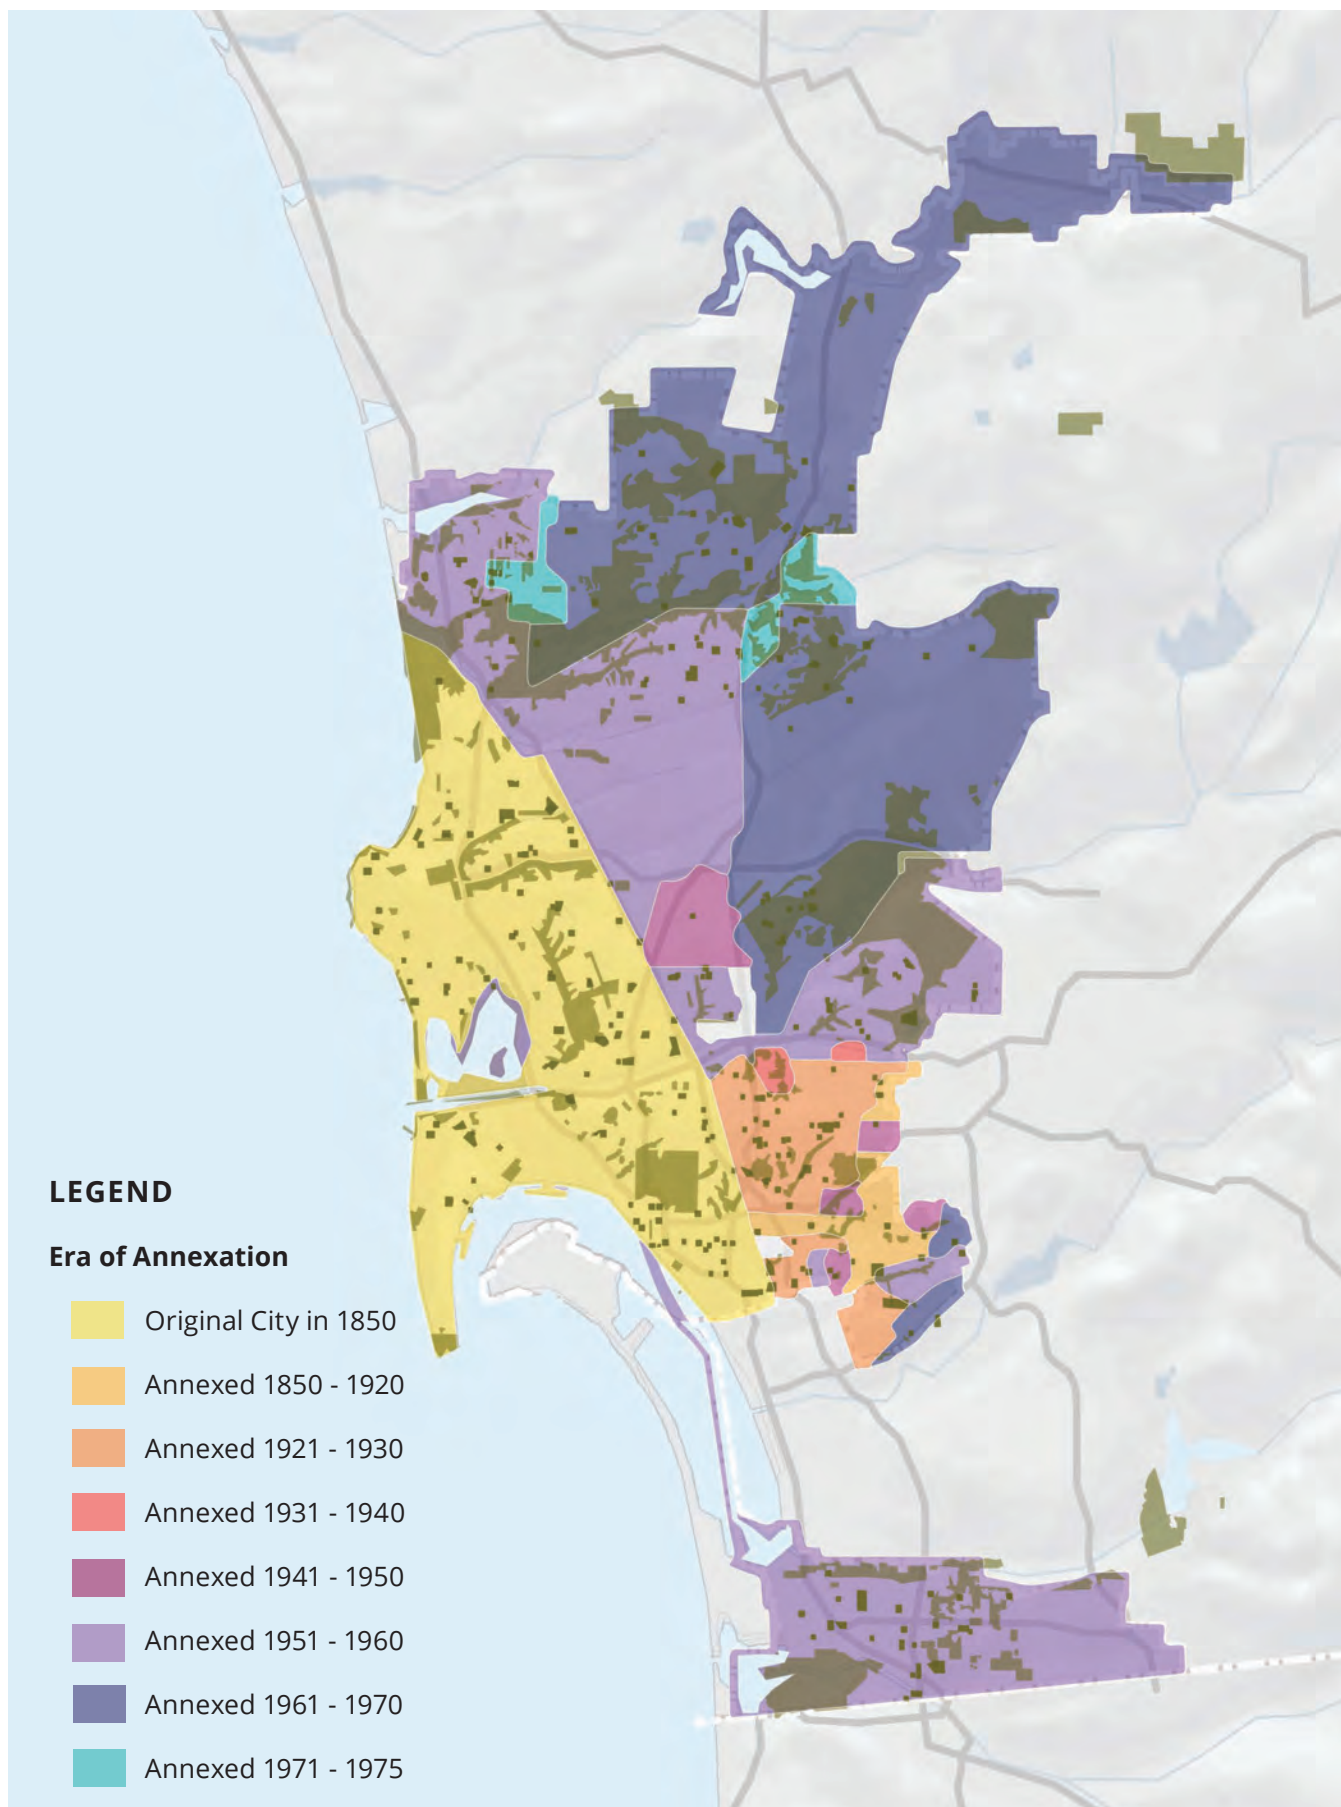 LEGEND
Era of Annexation
Original City in 1850
Annexed 1850 - 1920
Annexed 1921 - 1930
Annexed 1931 - 1940
Annexed 1941 - 1950
Annexed 1951 - 1960
Annexed 1961 - 1970
Annexed 1971 - 1975